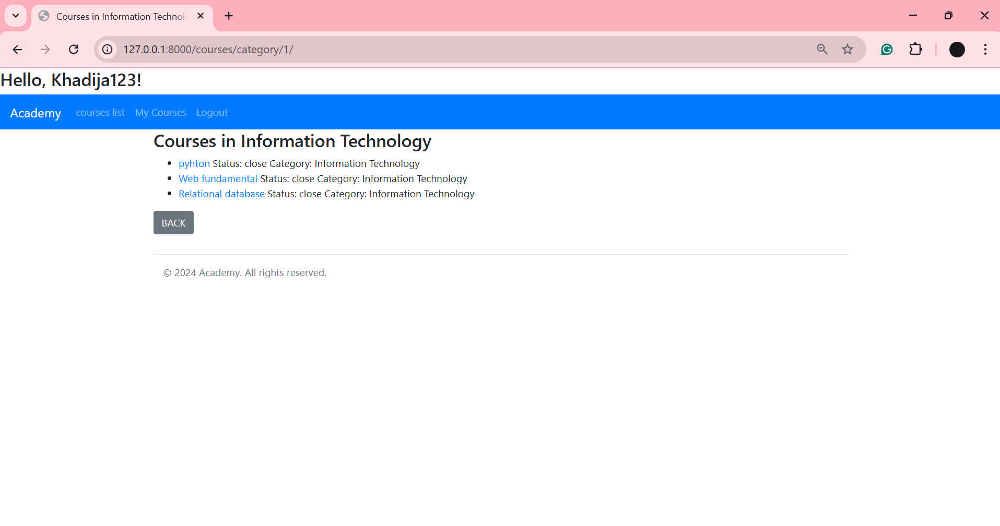 Courses in Information Technol
127.0.0.1:8000/courses/category/1/
Hello, Khadija123!
Academy courses list My Courses Logout
Courses in Information Technology
pyhton Status: close Category: Information Technology
Web fundamental Status: close Category: Information Technology
Relational database Status: close Category: Information Technology
BACK
© 2024 Academy. All rights reserved.